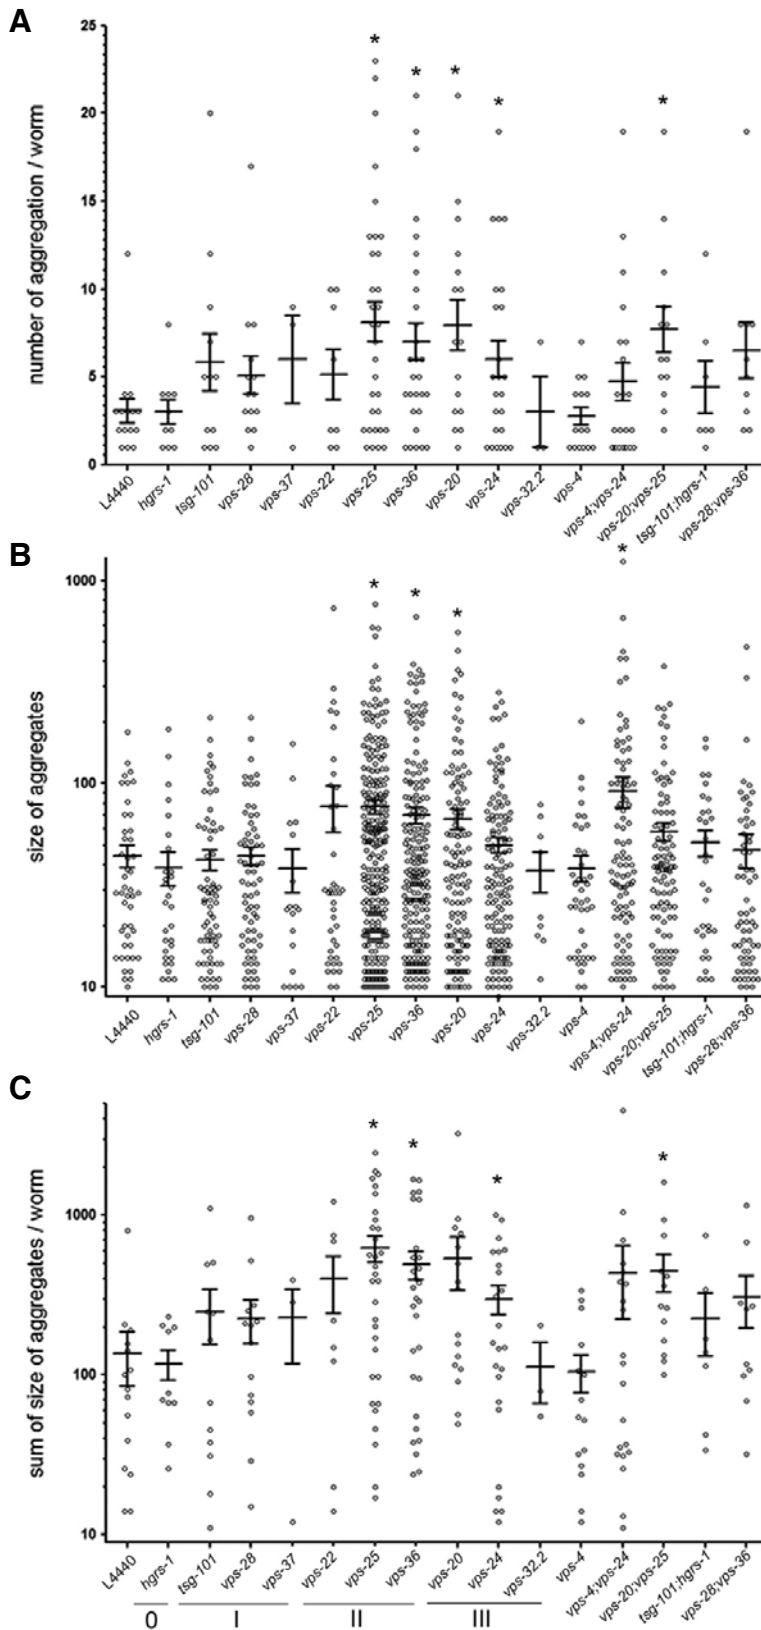 A
number of aggregation / worm
25
20
15
10
5
0
* * * * *
L4440 hgrs-1 tsg-101 vps-28 vps-37 vps-22 vps-25 vps-36 vps-20 vps-24 vps-32.2 vps-4 vps-4;vps-24 vps-20;vps-25 tsg-101;hgrs-1 vps-28;vps-36
B
size of aggregates
1000
100
10
* * * *
L4440 hgrs-1 tsg-101 vps-28 vps-37 vps-22 vps-25 vps-36 vps-20 vps-24 vps-32.2 vps-4 vps-4;vps-24 vps-20;vps-25 tsg-101;hgrs-1 vps-28;vps-36
C
sum of size of aggregates / worm
1000
100
10
* * * *
L4440 hgrs-1 tsg-101 vps-28 vps-37 vps-22 vps-25 vps-36 vps-20 vps-24 vps-32.2 vps-4 vps-4;vps-24 vps-20;vps-25 tsg-101;hgrs-1 vps-28;vps-36
0 I II III